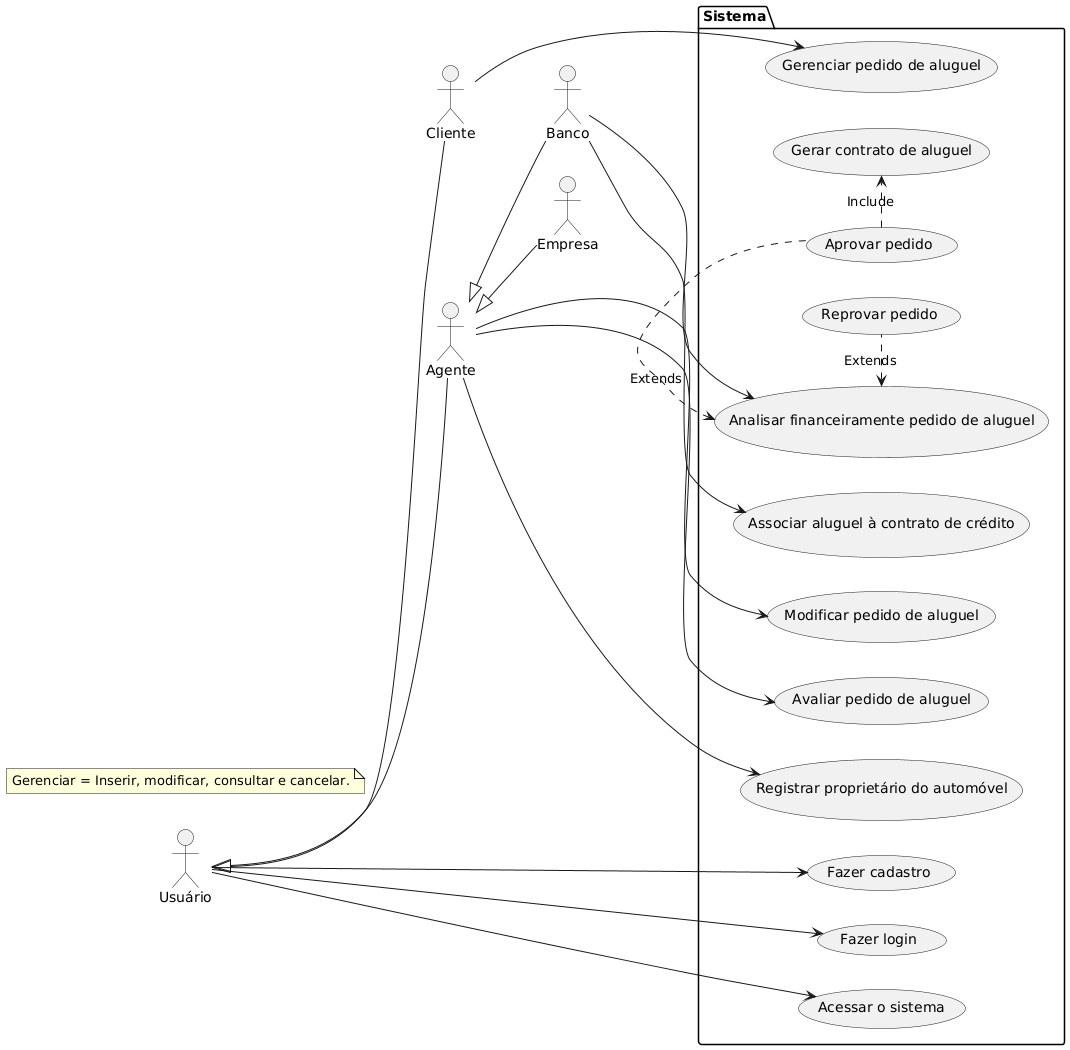 Sistema
Gerenciar pedido de aluguel
Cliente
Banco
Gerar contrato de aluguel
Include
Aprovar pedido
Empresa
Reprovar pedido
Extends
Agente
Extends
Analisar financeiramente pedido de aluguel
Associar aluguel à contrato de crédito
Modificar pedido de aluguel
Avaliar pedido de aluguel
Gerenciar = Inserir, modificar, consultar e cancelar.
Registrar proprietário do automóvel
Usuário
Fazer cadastro
Fazer login
Acessar o sistema